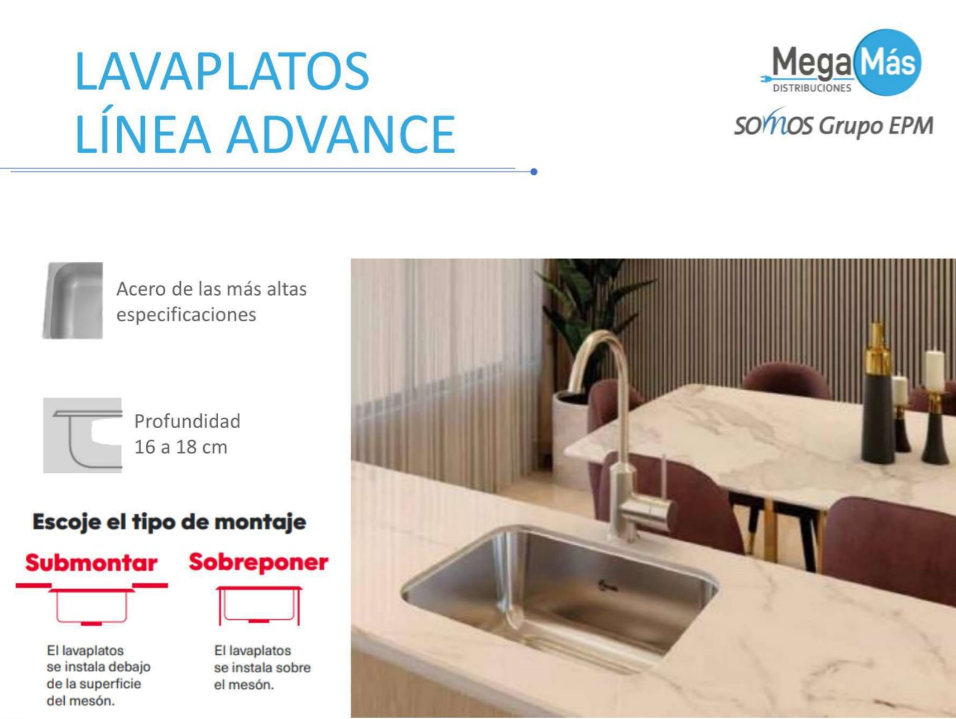 LAVAPLATOS
LÍNEA ADVANCE
MegaMás
DISTRIBUCIONES
SOMOS Grupo EPM
Acero de las más altas
especificaciones
Profundidad
16 a 18 cm
Escoje el tipo de montaje
Submontar
El lavaplatos
se instala debajo
de la superficie
del mesón.
Sobreponer
El lavaplatos
se instala sobre
el mesón.